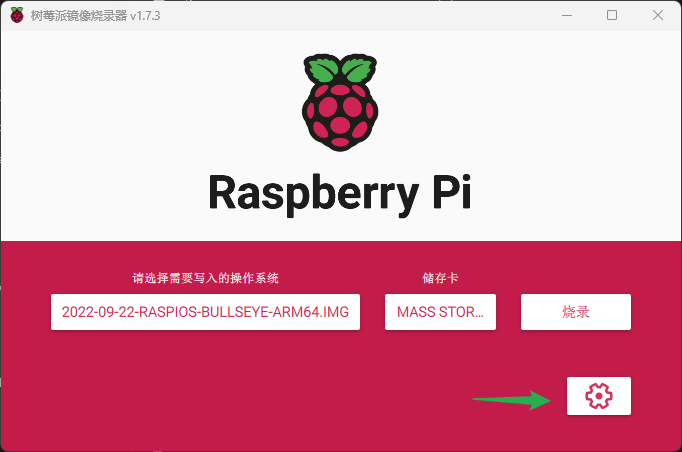 树莓派镜像烧录器 v1.7.3
Raspberry Pi
请选择需要写入的操作系统
储存卡
2022-09-22-RASPIOS-BULLSEYE-ARM64.IMG
MASS STOR...
烧录